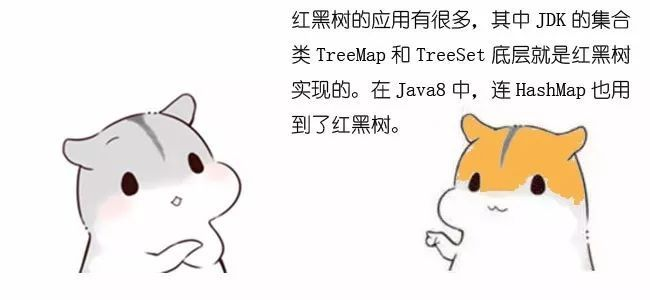 红黑树的应用有很多，其中 JDK 的集合
类 TreeMap 和 TreeSet 底层就是红黑树
实现的。在 Java8 中，连 HashMap 也用
到了红黑树。